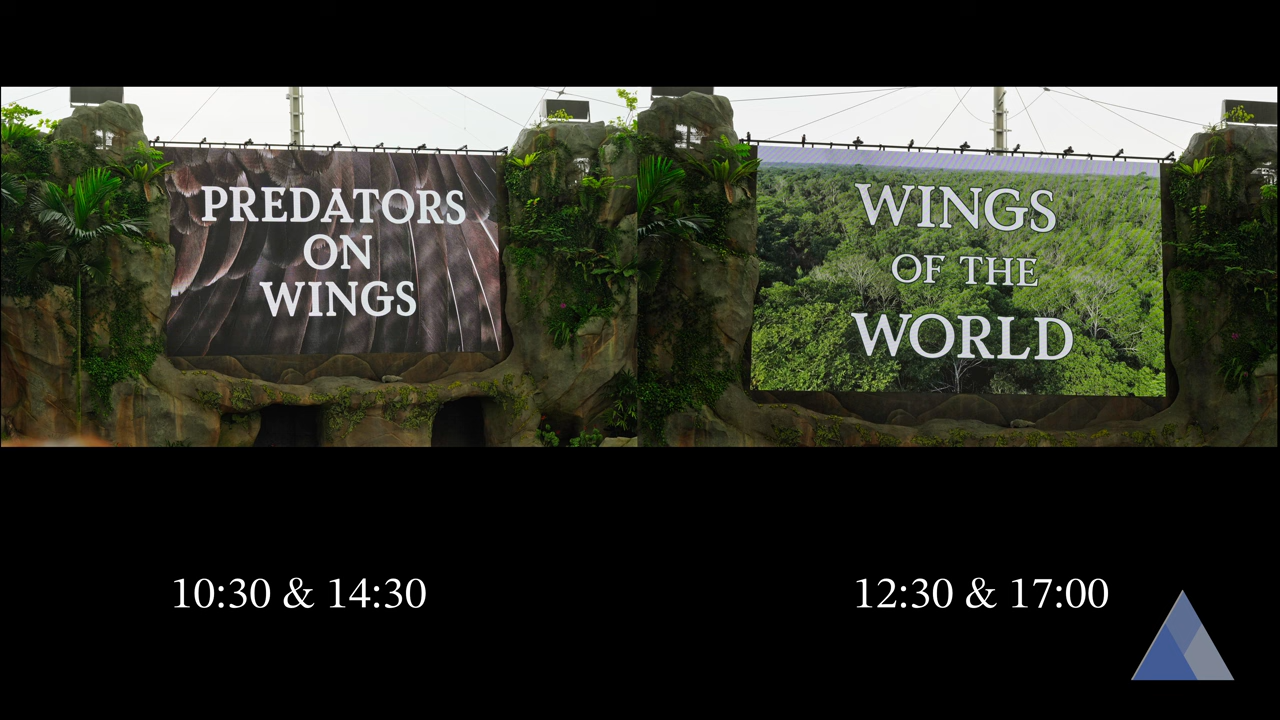 PREDATORS
ON
WINGS
WINGS
OF THE
WORLD
10:30 & 14:30
12:30 & 17:00